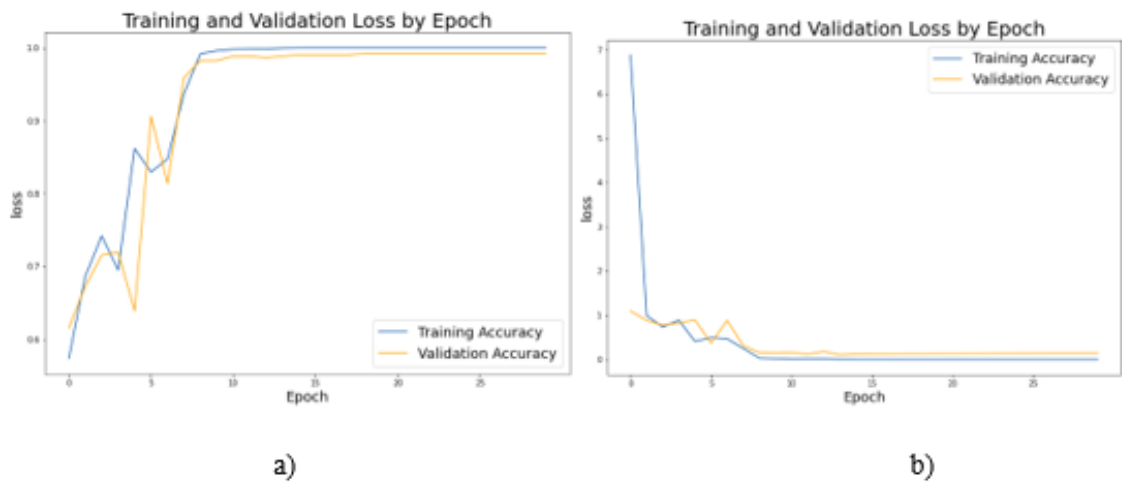 Training and Validation Loss by Epoch
1.0
0.9
0.8
0.7
0.6
loss
0 5 10 15 20 25
Epoch
Training Accuracy
Validation Accuracy
a)
Training and Validation Loss by Epoch
7
6
5
4
3
2
1
0
loss
0 5 10 15 20 25
Epoch
Training Accuracy
Validation Accuracy
b)